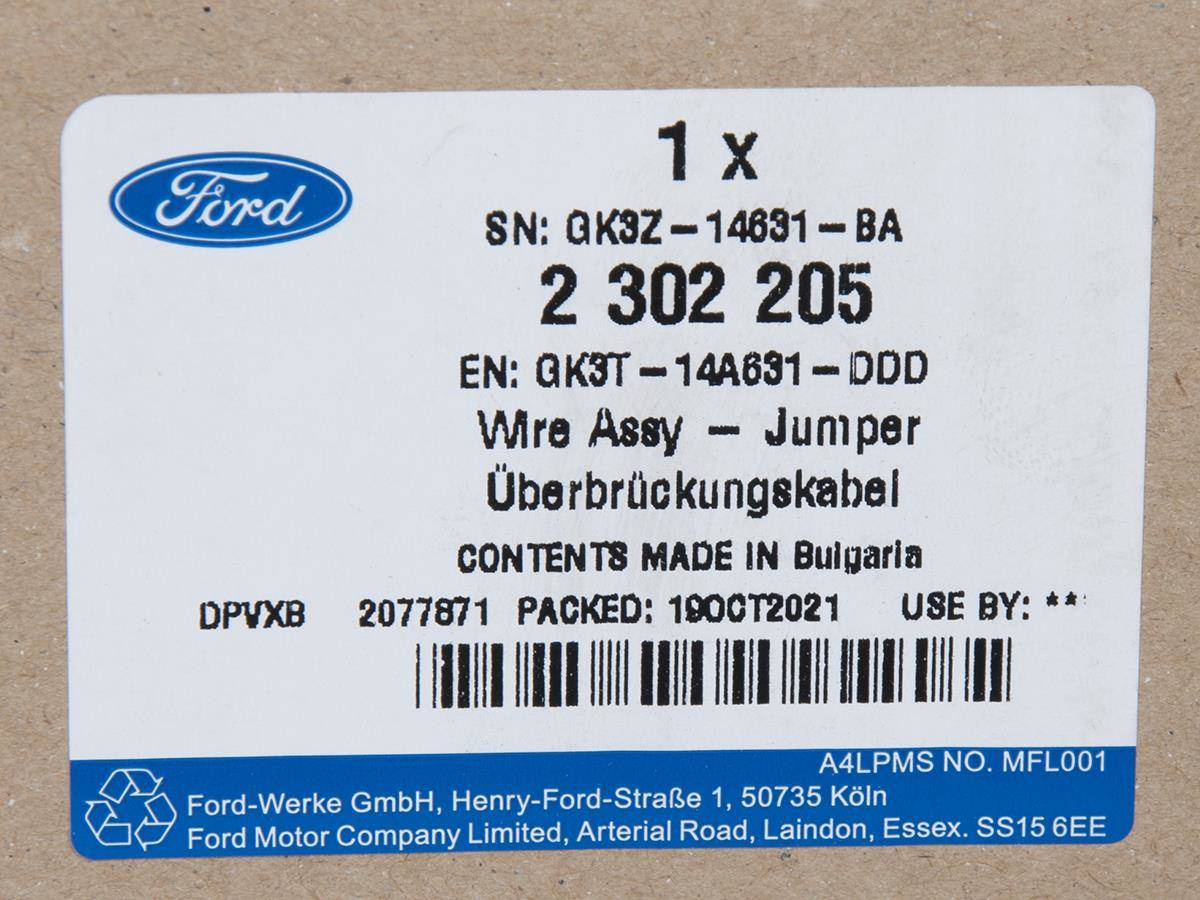 Ford
1 x
SN: GK3Z-14631-BA
2 302 205
EN: GK3T-14A631-DDD
Wire Assy - Jumper
Überbrückungskabel
CONTENTS MADE IN Bulgaria
DPVXB 2077871 PACKED: 19OCT2021 USE BY: **
A4LPMS NO. MFL001
Ford-Werke GmbH, Henry-Ford-Straße 1, 50735 Köln
Ford Motor Company Limited, Arterial Road, Laindon, Essex. SS15 6EE